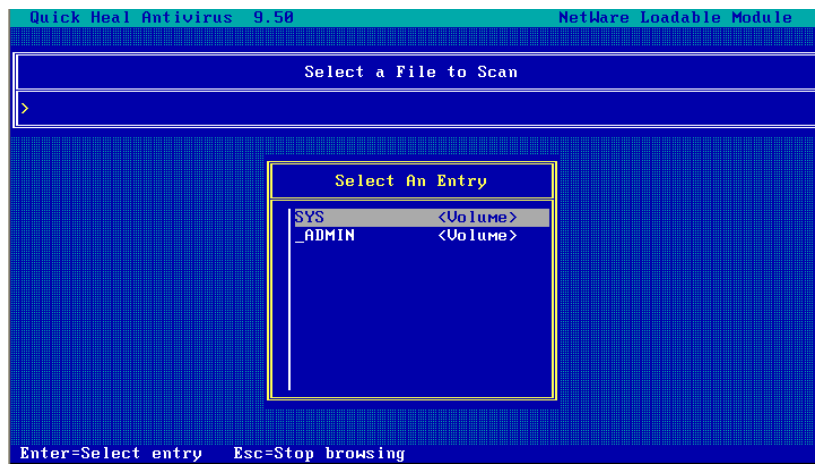 Quick Heal Antivirus 9.50 NetWare Loadable Module
Select a File to Scan
>
Select An Entry
SYS <Volume>
_ADMIN <Volume>
Enter=Select entry Esc=Stop browsing